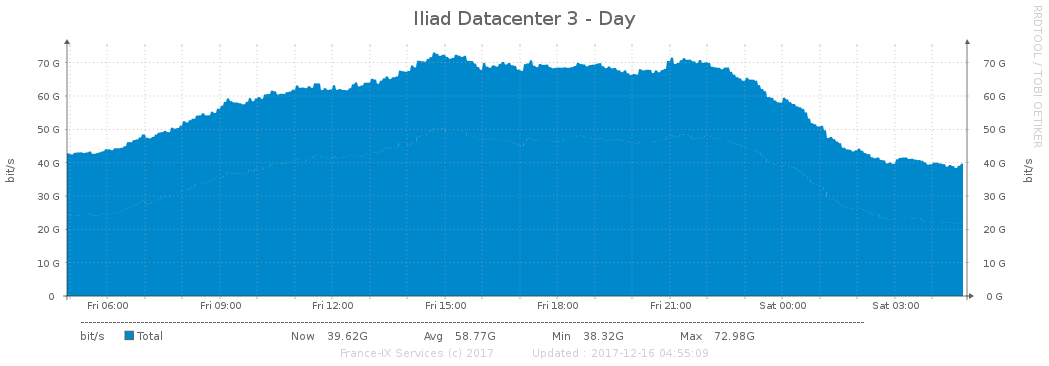 Iliad Datacenter 3 - Day
RRDTOOL / TOBI OETIKER
bit/s
bit/s
70 G 70 G
60 G 60 G
50 G 50 G
40 G 40 G
30 G 30 G
20 G 20 G
10 G 10 G
0 0 G
Fri 06:00 Fri 09:00 Fri 12:00 Fri 15:00 Fri 18:00 Fri 21:00 Sat 00:00 Sat 03:00
bit/s Total Now 39.62G Avg 58.77G Min 38.32G Max 72.98G
France-IX Services (c) 2017 Updated : 2017-12-16 04:55:09